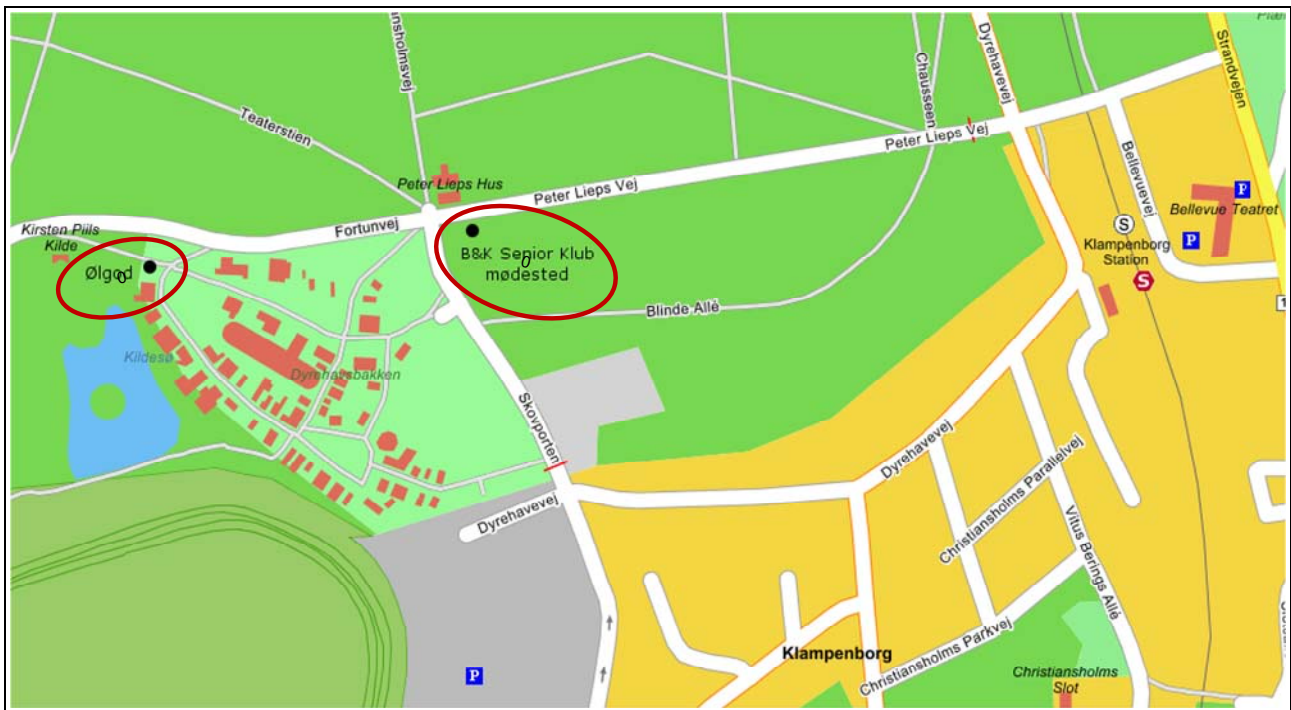 ansholmsvej
Dyrehavevej
Strandvejen
Chausseen
Teaterstien
Peter Lieps Vej
Bellevuevej
P
Peter Lieps Hus
Peter Lieps Vej
Bellevue Teatret
Fortunvej
Kirsten Piils
Kilde
S
P
B&K Senior Klub
mødested
Klampenborg
Station
Ølgod
S
1
Blinde Allé
Kildesø
Dyrehavsbakken
Skovporten
Dyrehavevej
Christiansholms Parallelvej
Dyrehavevej
Vitus Berings Allé
Klampenborg
Christiansholms Parkvej
P
Christiansholms
Slot